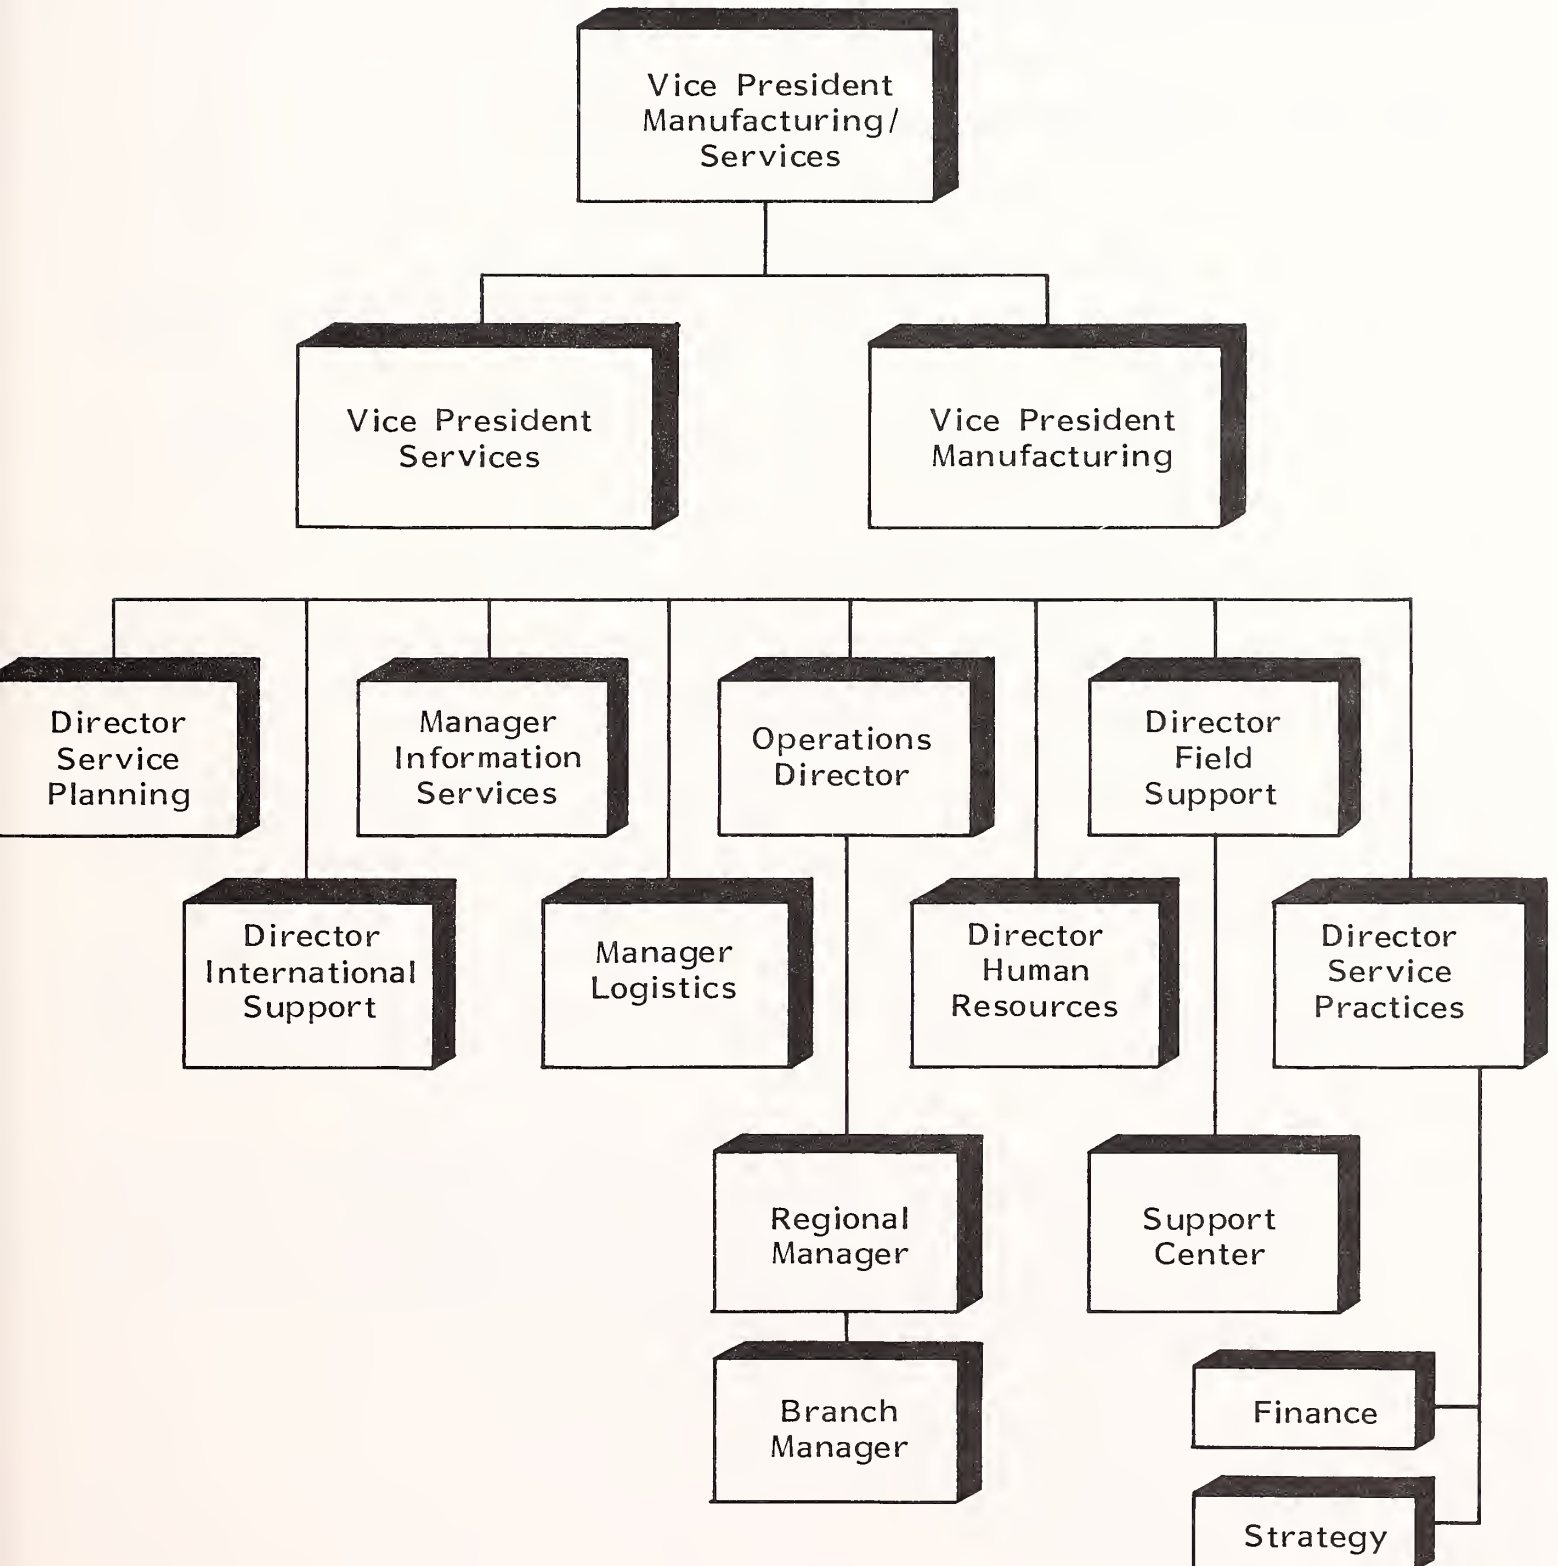 Vice President
Manufacturing/
Services
Vice President
Services
Vice President
Manufacturing
Director
Service
Planning
Manager
Information
Services
Operations
Director
Director
Field
Support
Director
International
Support
Manager
Logistics
Director
Human
Resources
Director
Service
Practices
Regional
Manager
Support
Center
Branch
Manager
Finance
Strategy